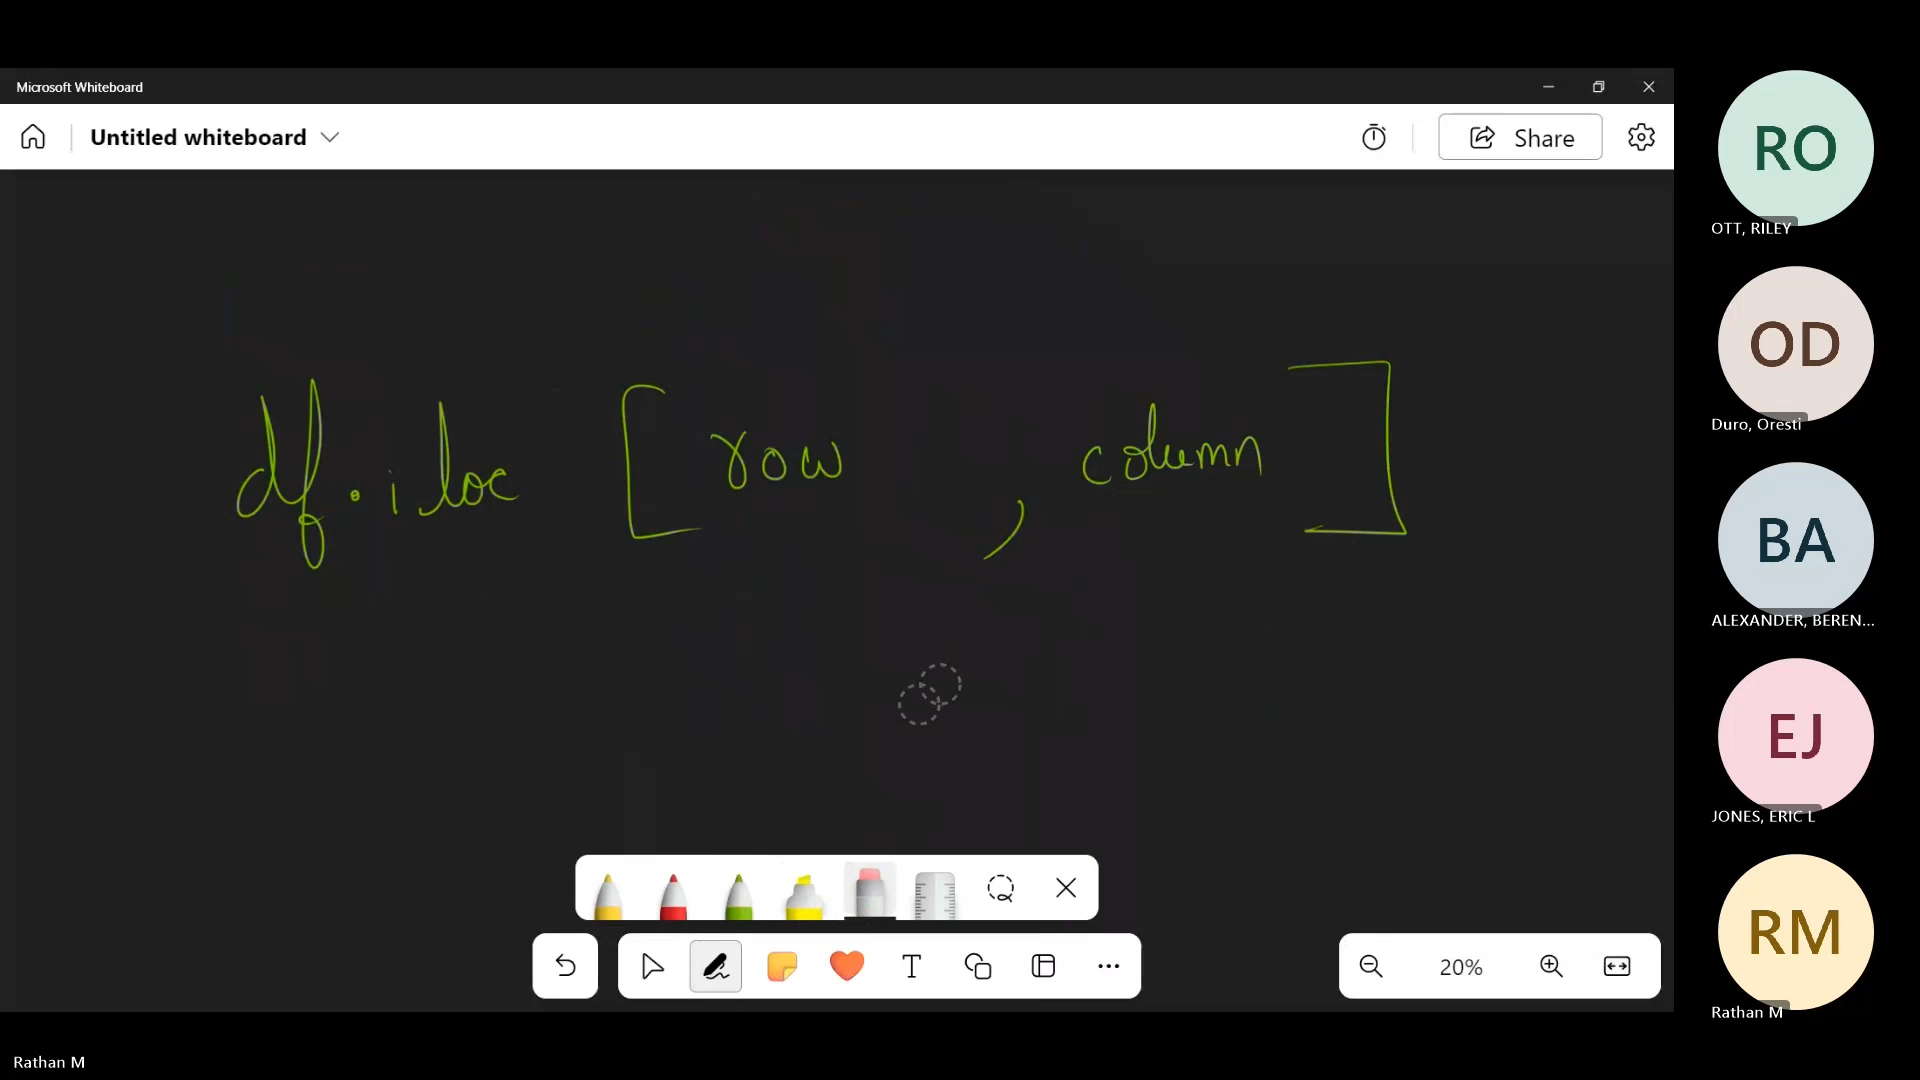 Microsoft Whiteboard
Untitled whiteboard
Share
df.iloc [row , column]
20%
RO
OTT, RILEY
OD
Duro, Oresti
BA
ALEXANDER, BEREN...
EJ
JONES, ERIC L
RM
Rathan M
Rathan M